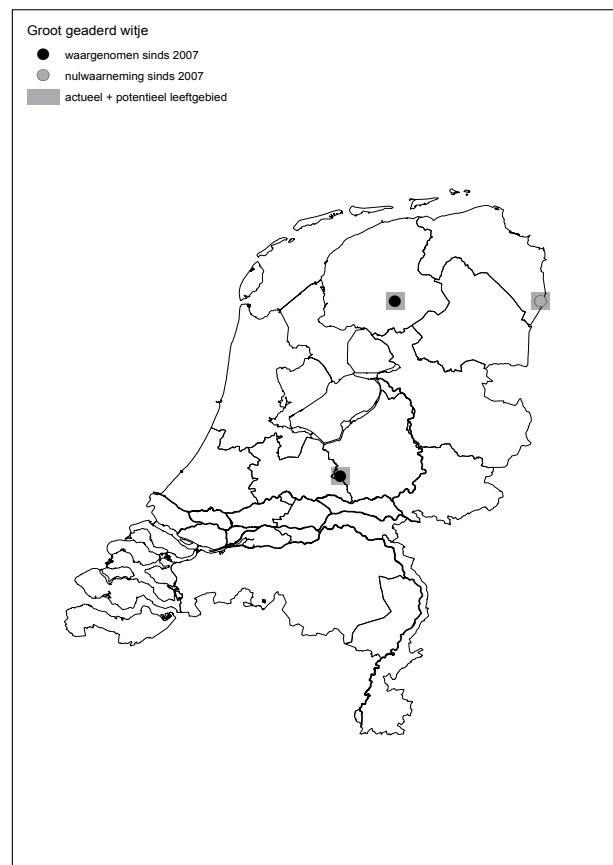 Groot geaderd witje
waargenomen sinds 2007
nulwaarneming sinds 2007
actueel + potentieel leeftgebied